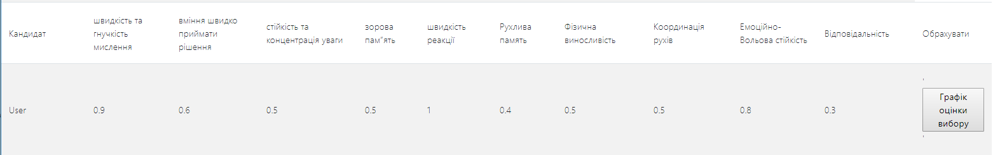 Кандидат
швидкість та
гнучкість
мислення
вміння швидко
приймати
рішення
стійкість та
концентрація уваги
зорова
пам"ять
швидкість
реакції
Рухлива
память
Фізична
виносливість
Координація
рухів
Емоційно-
Вольова стійкість
Відповідальність
Обрахувати
User
0.9
0.6
0.5
0.5
1
0.4
0.5
0.5
0.8
0.3
'
Графік
оцінки
вибору
'